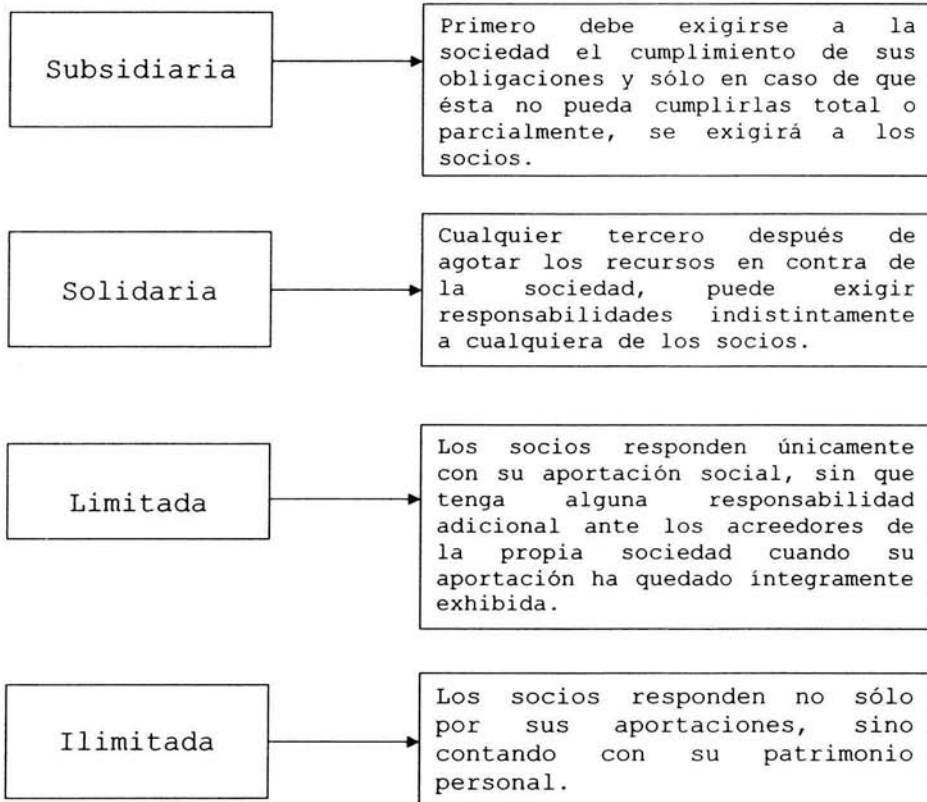 Subsidiaria
Primero debe exigirse a la
sociedad el cumplimiento de sus
obligaciones y sólo en caso de que
ésta no pueda cumplirlas total o
parcialmente, se exigirá a los
socios.
Solidaria
Cualquier tercero después de
agotar los recursos en contra de
la sociedad, puede exigir
responsabilidades indistintamente
a cualquiera de los socios.
Limitada
Los socios responden únicamente
con su aportación social, sin que
tenga alguna responsabilidad
adicional ante los acreedores de
la propia sociedad cuando su
aportación ha quedado íntegramente
exhibida.
Ilimitada
Los socios responden no sólo
por sus aportaciones, sino
contando con su patrimonio
personal.